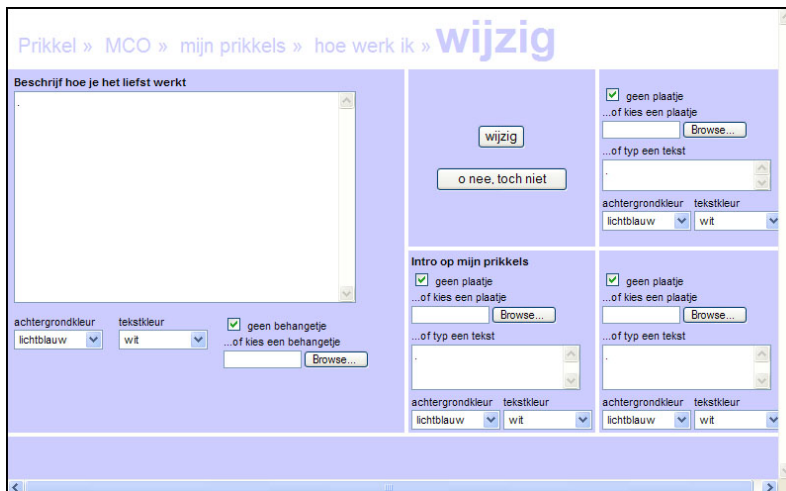 Prikkel » MCO » mijn prikkels » hoe werk ik » wijzig
Beschrijf hoe je het liefst werkt
.
achtergrondkleur tekstkleur
lichtblauw wit
geen behangetje
...of kies een behangetje
Browse...
wijzig
o nee, toch niet
geen plaatje
...of kies een plaatje
Browse...
...of typ een tekst
.
achtergrondkleur tekstkleur
lichtblauw wit
Intro op mijn prikkels
geen plaatje
...of kies een plaatje
Browse...
...of typ een tekst
.
achtergrondkleur tekstkleur
lichtblauw wit
geen plaatje
...of kies een plaatje
Browse...
...of typ een tekst
.
achtergrondkleur tekstkleur
lichtblauw wit